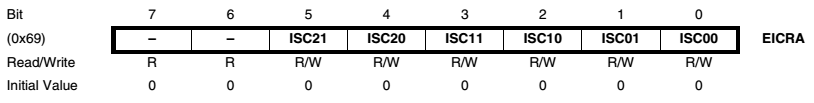 Bit 7 6 5 4 3 2 1 0
(0x69) – – ISC21 ISC20 ISC11 ISC10 ISC01 ISC00 EICRA
Read/Write R R R/W R/W R/W R/W R/W R/W
Initial Value 0 0 0 0 0 0 0 0